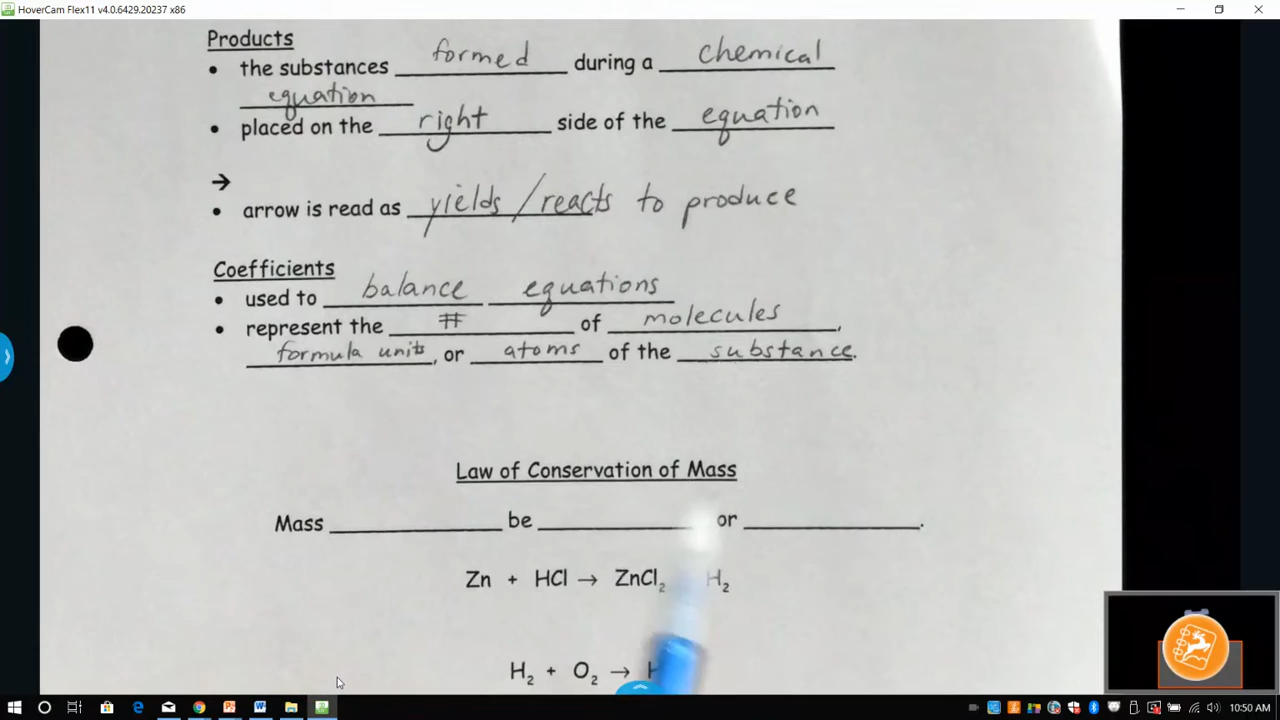 HoverCam Flex11 v4.0.6429.20237 x86
Products
• the substances formed during a chemical
equation
• placed on the right side of the equation
→
• arrow is read as yields/reacts to produce
Coefficients
• used to balance equations
• represent the # of molecules,
formula units, or atoms of the substance.
Law of Conservation of Mass
Mass ____________ be ____________ or ____________.
Zn + HCl → ZnCl₂ H₂
H₂ + O₂ → H
10:50 AM